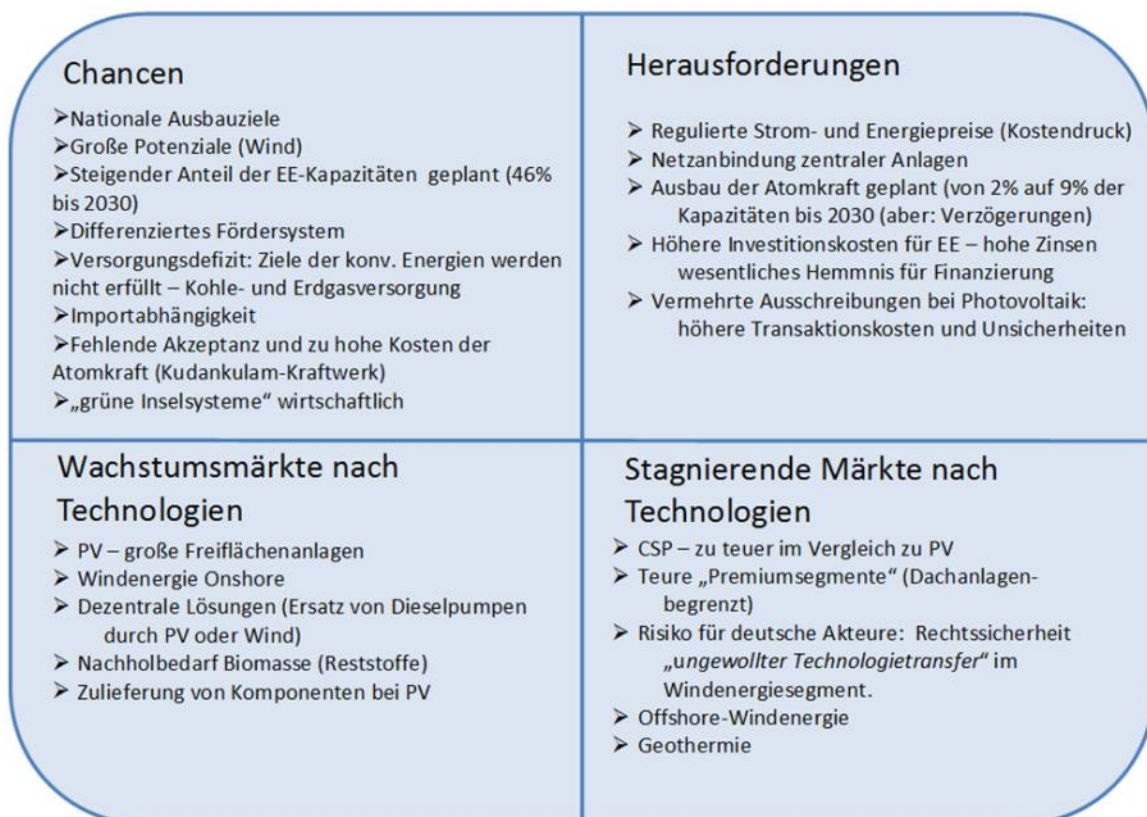 Chancen
➢Nationale Ausbauziele
➢Große Potenziale (Wind)
➢Steigender Anteil der EE-Kapazitäten geplant (46%
bis 2030)
➢Differenziertes Fördersystem
➢Versorgungsdefizit: Ziele der konv. Energien werden
nicht erfüllt – Kohle- und Erdgasversorgung
➢Importabhängigkeit
➢Fehlende Akzeptanz und zu hohe Kosten der
Atomkraft (Kudankulam-Kraftwerk)
➢„grüne Inselsysteme“ wirtschaftlich
Herausforderungen
➢ Regulierte Strom- und Energiepreise (Kostendruck)
➢ Netzanbindung zentraler Anlagen
➢ Ausbau der Atomkraft geplant (von 2% auf 9% der
Kapazitäten bis 2030 (aber: Verzögerungen)
➢ Höhere Investitionskosten für EE – hohe Zinsen
wesentliches Hemmnis für Finanzierung
➢ Vermehrte Ausschreibungen bei Photovoltaik:
höhere Transaktionskosten und Unsicherheiten
Wachstumsmärkte nach
Technologien
➢ PV – große Freiflächenanlagen
➢ Windenergie Onshore
➢ Dezentrale Lösungen (Ersatz von Dieselpumpen
durch PV oder Wind)
➢ Nachholbedarf Biomasse (Reststoffe)
➢ Zulieferung von Komponenten bei PV
Stagnierende Märkte nach
Technologien
➢ CSP – zu teuer im Vergleich zu PV
➢ Teure „Premiumsegmente“ (Dachanlagen-
begrenzt)
➢ Risiko für deutsche Akteure: Rechtssicherheit
„ungewollter Technologietransfer“ im
Windenergiesegment.
➢ Offshore-Windenergie
➢ Geothermie